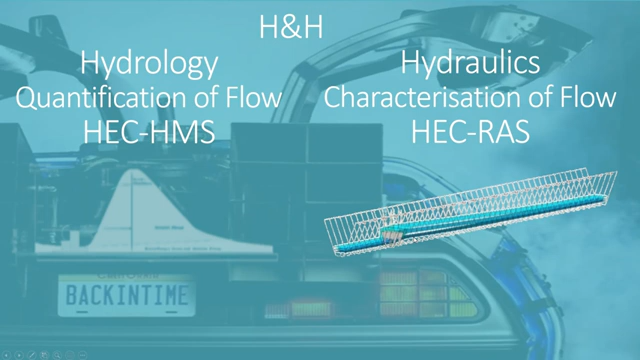 H&H
Hydrology
Quantification of Flow
HEC-HMS
Hydraulics
Characterisation of Flow
HEC-RAS
BACKINTIME